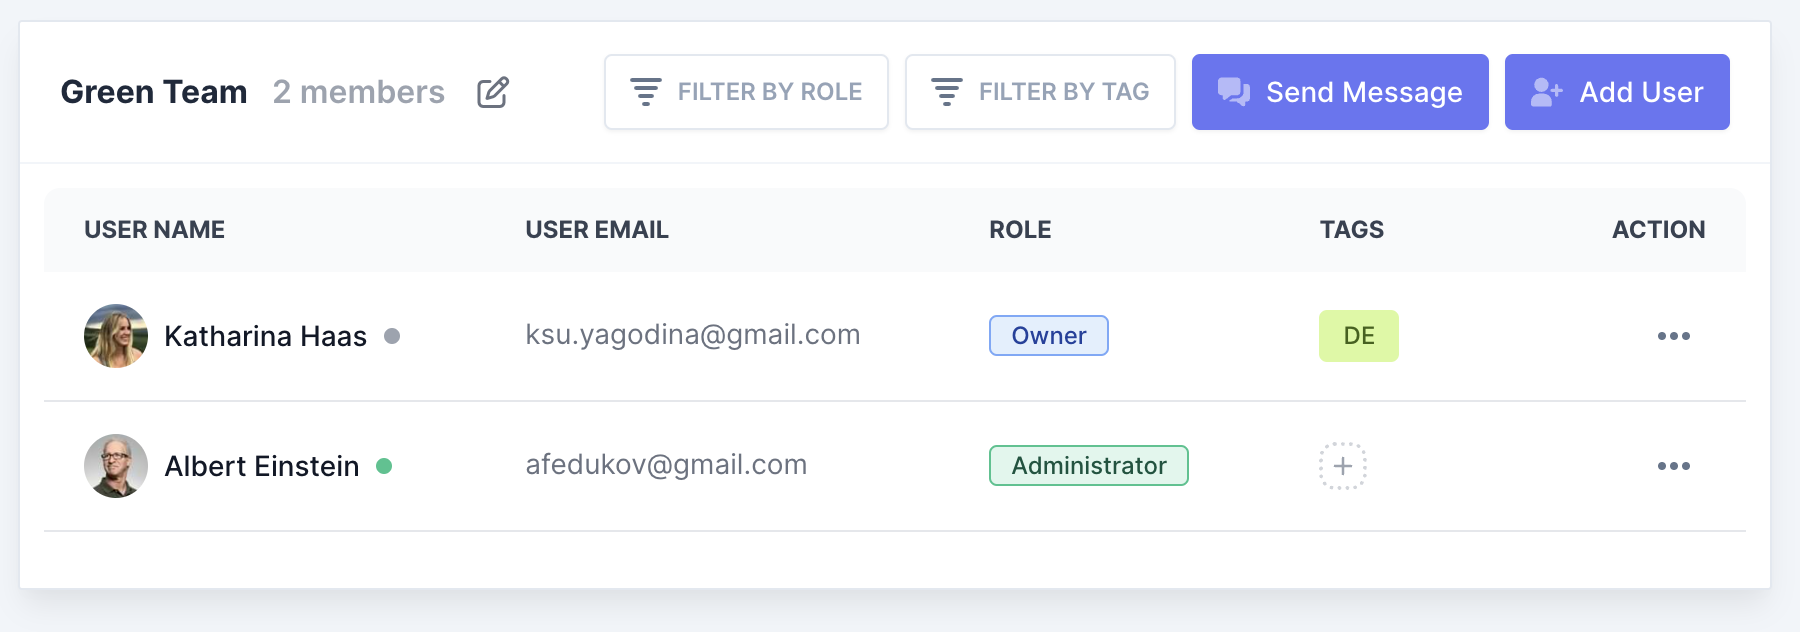 Green Team 2 members FILTER BY ROLE FILTER BY TAG Send Message Add User
USER NAME USER EMAIL ROLE TAGS ACTION
Katharina Haas ksu.yagodina@gmail.com Owner DE
Albert Einstein afedukov@gmail.com Administrator